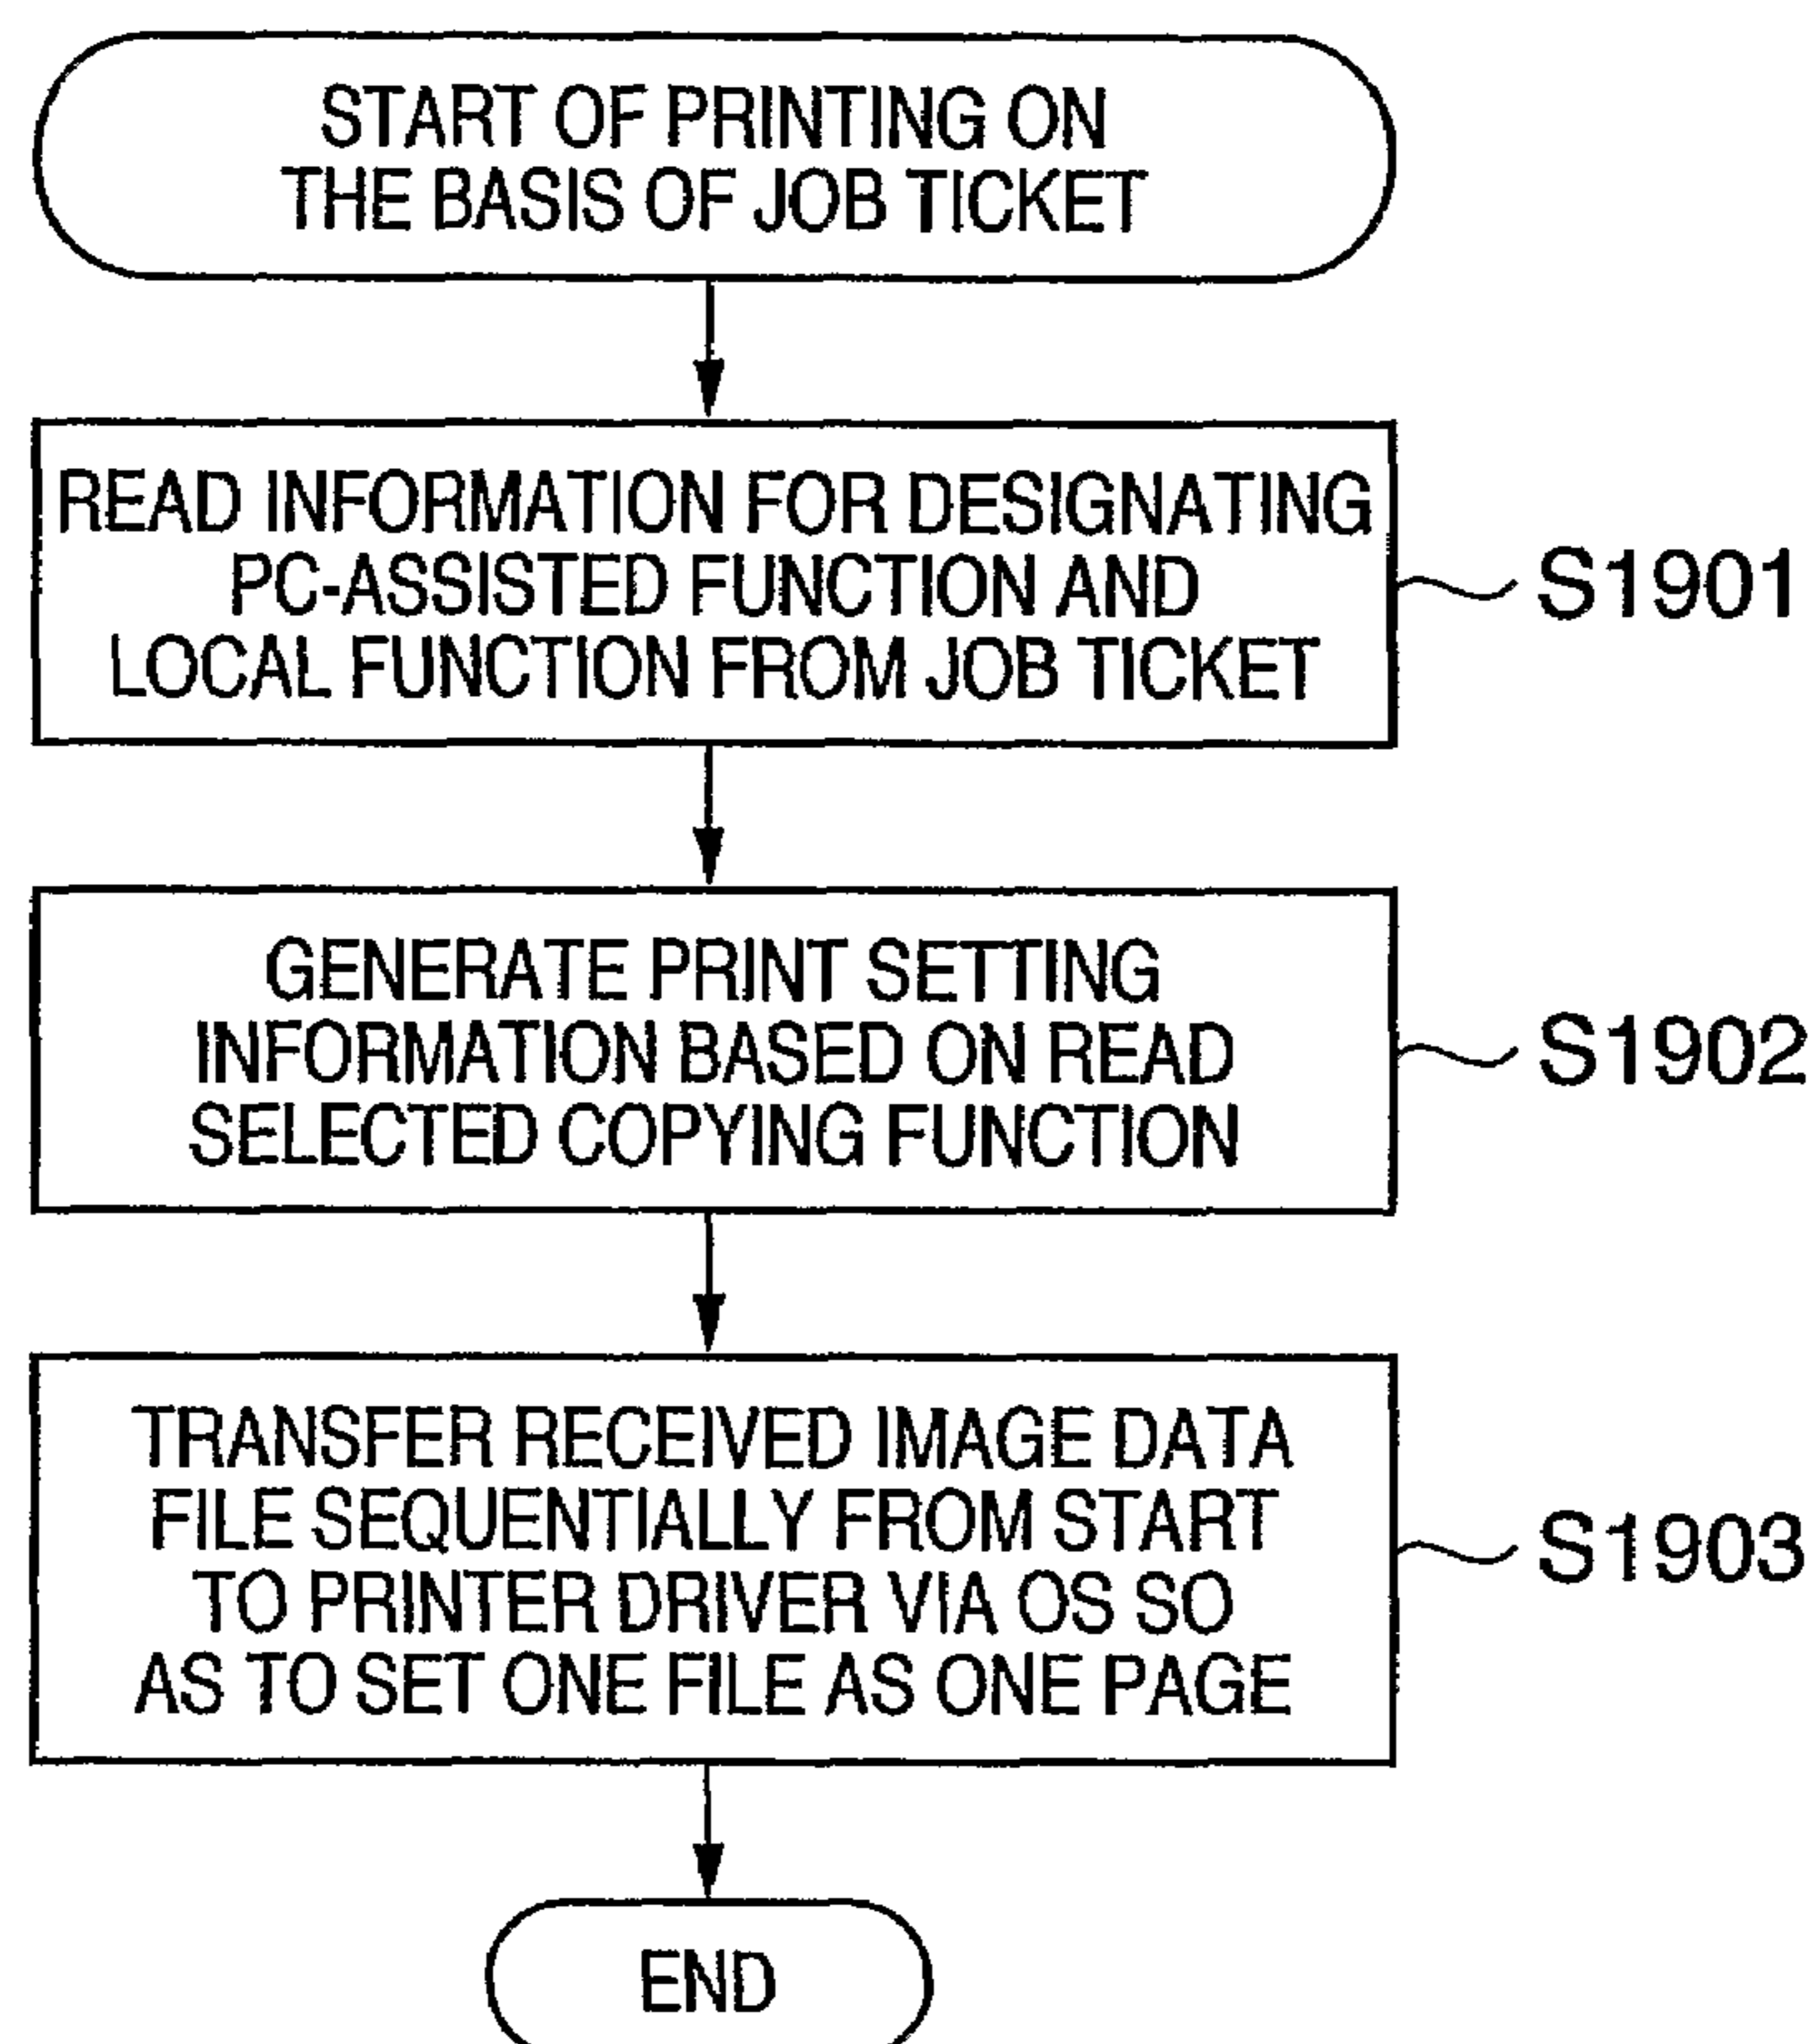 START OF PRINTING ON
THE BASIS OF JOB TICKET
READ INFORMATION FOR DESIGNATING
PC-ASSISTED FUNCTION AND
LOCAL FUNCTION FROM JOB TICKET
S1901
GENERATE PRINT SETTING
INFORMATION BASED ON READ
SELECTED COPYING FUNCTION
S1902
TRANSFER RECEIVED IMAGE DATA
FILE SEQUENTIALLY FROM START
TO PRINTER DRIVER VIA OS SO
AS TO SET ONE FILE AS ONE PAGE
S1903
END